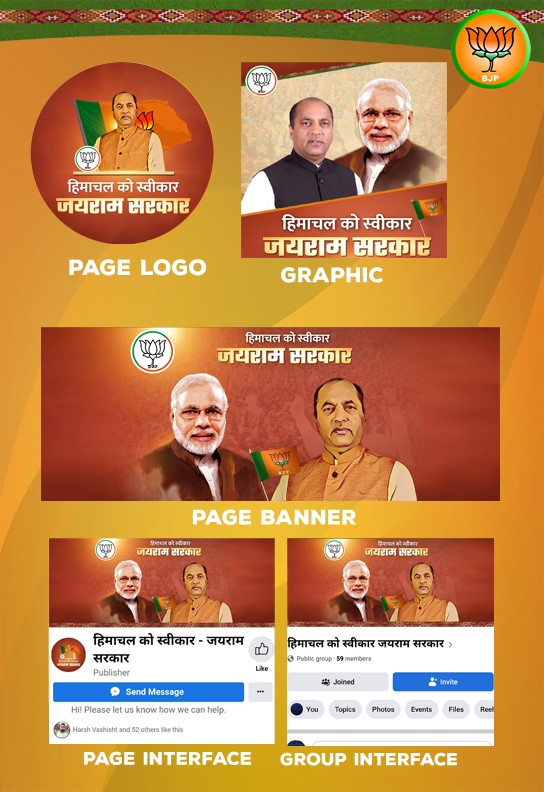 BJP
हिमाचल को स्वीकार
जयराम सरकार
PAGE LOGO
हिमाचल को स्वीकार
जयराम सरकार
GRAPHIC
BJP
हिमाचल को स्वीकार
जयराम सरकार
PAGE BANNER
हिमाचल को स्वीकार
जयराम सरकार
हिमाचल को स्वीकार - जयराम
सरकार
Publisher
Like
Send Message
Hi! Please let us know how we can help.
Harsh Vashisht and 52 others like this
PAGE INTERFACE
हिमाचल को स्वीकार
जयराम सरकार
हिमाचल को स्वीकार जयराम सरकार >
Public group · 59 members
Joined
Invite
You Topics Photos Events Files Reel
GROUP INTERFACE